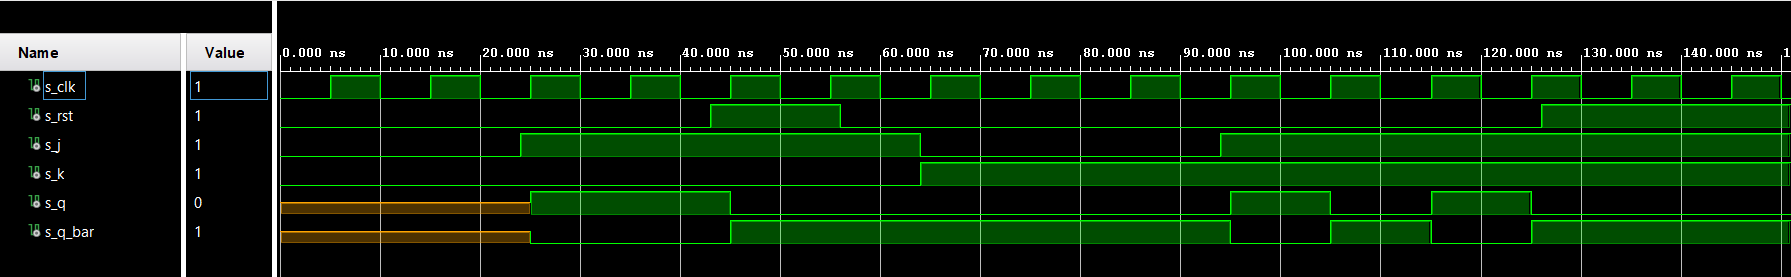 Name Value 0.000 ns 10.000 ns 20.000 ns 30.000 ns 40.000 ns 50.000 ns 60.000 ns 70.000 ns 80.000 ns 90.000 ns 100.000 ns 110.000 ns 120.000 ns 130.000 ns 140.000 ns 1
s_clk 1
s_rst 1
s_j 1
s_k 1
s_q 0
s_q_bar 1